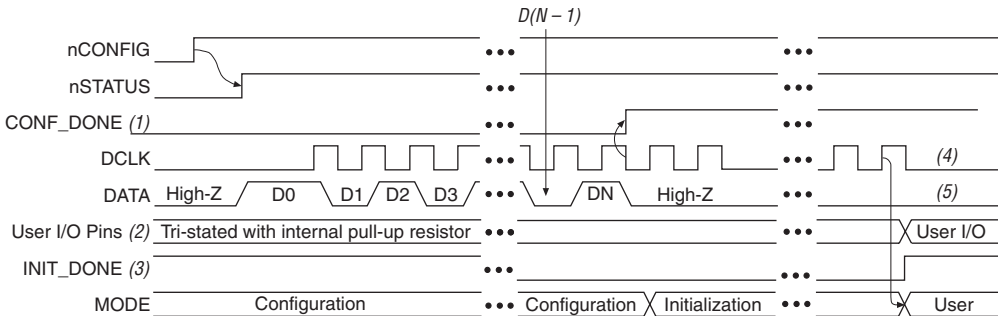 D(N – 1)
nCONFIG
nSTATUS
CONF_DONE (1)
DCLK (4)
DATA High-Z D0 D1 D2 D3 DN High-Z (5)
User I/O Pins (2) Tri-stated with internal pull-up resistor User I/O
INIT_DONE (3)
MODE Configuration Configuration Initialization User